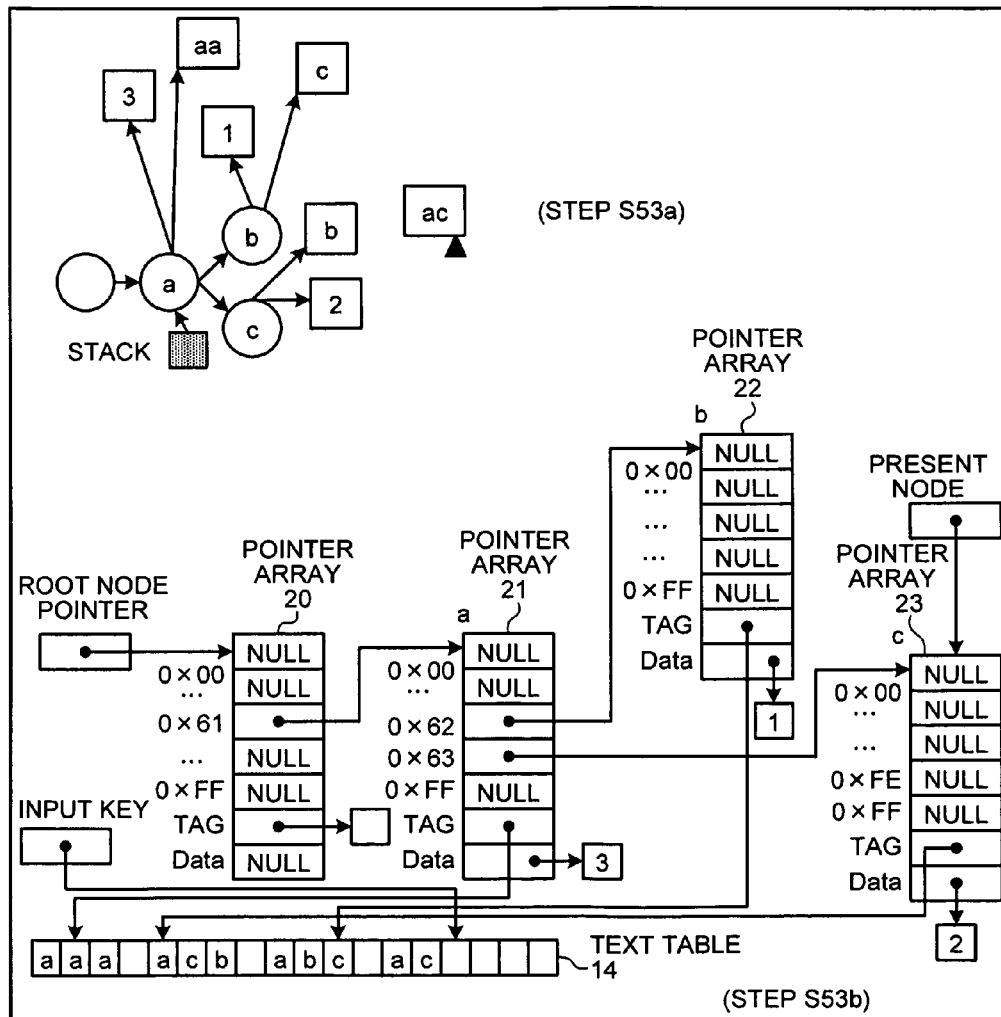 aa
3
c
1
b
b
ac
(STEP S53a)
a
c
2
STACK
POINTER
ARRAY
22
b
NULL
0×00
...
NULL
...
NULL
...
NULL
0×FF
NULL
TAG
Data
1
PRESENT
NODE
POINTER
ARRAY
23
c
NULL
0×00
...
NULL
...
NULL
0×FE
NULL
0×FF
NULL
TAG
Data
2
ROOT NODE
POINTER
POINTER
ARRAY
20
NULL
0×00
...
NULL
0×61
...
NULL
0×FF
NULL
TAG
Data
NULL
POINTER
ARRAY
21
a
NULL
0×00
...
NULL
0×62
0×63
0×FF
NULL
TAG
Data
3
INPUT KEY
a a a a c b a b c a c
TEXT TABLE
14
(STEP S53b)